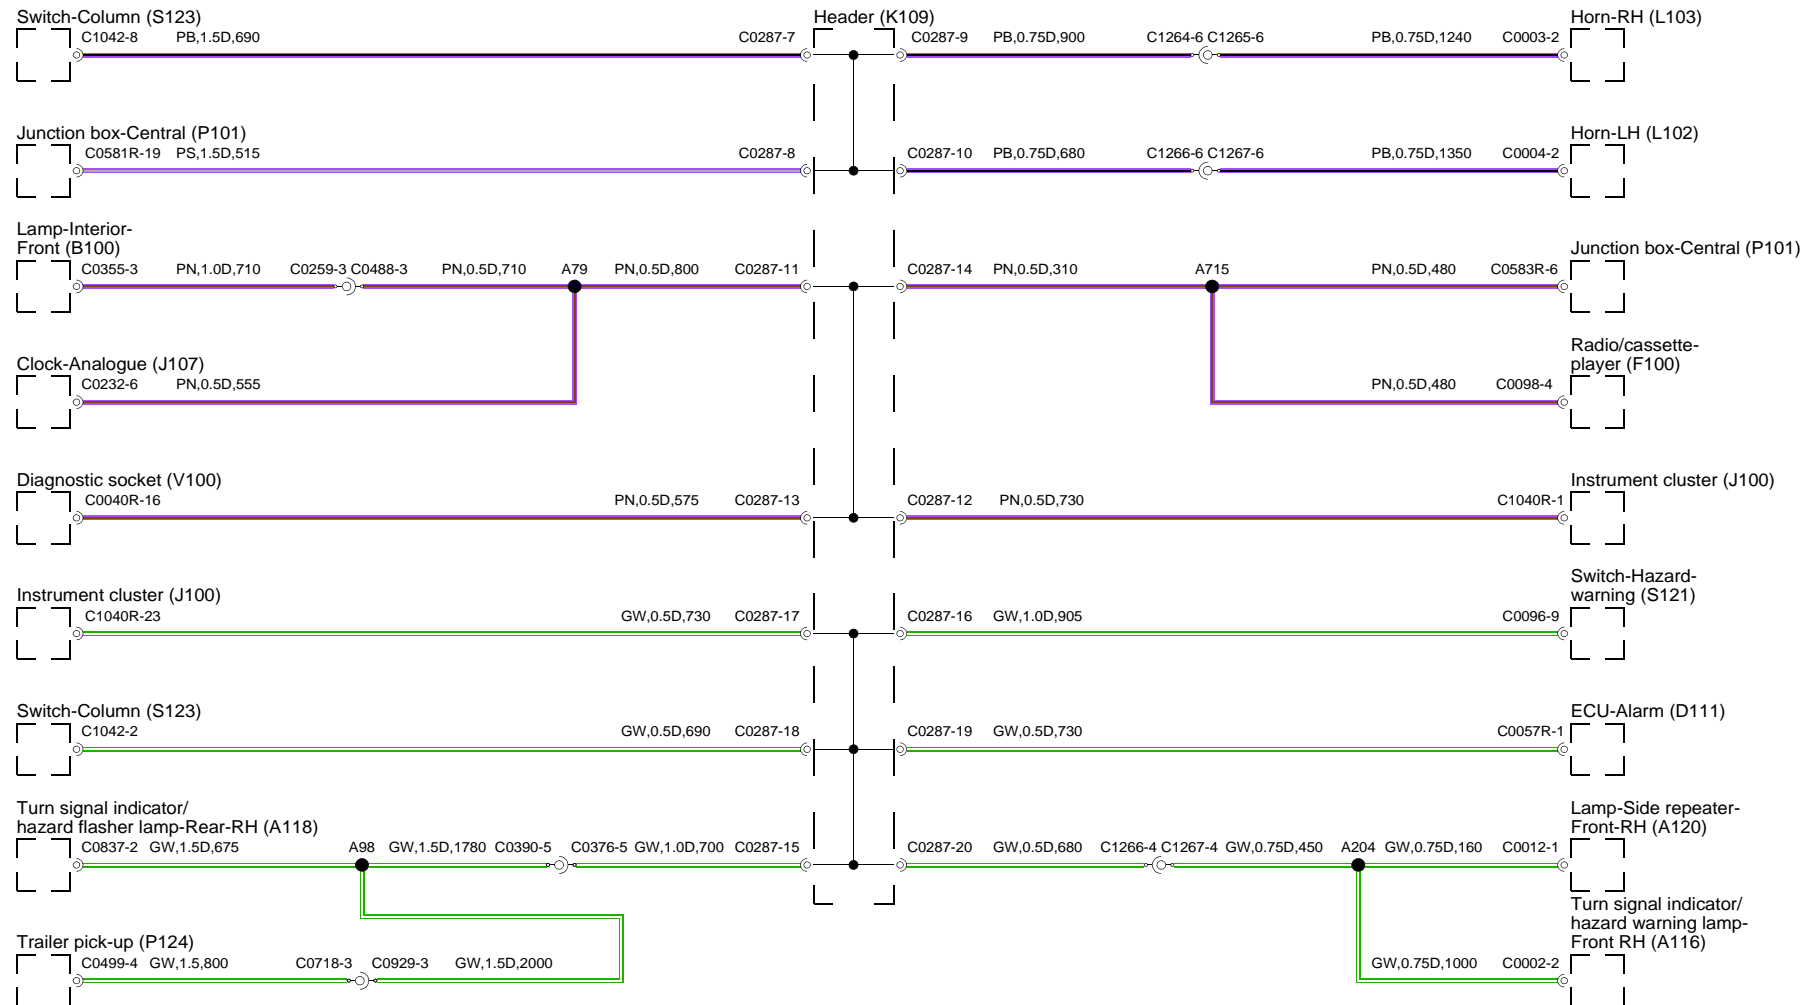 Switch-Column (S123)
Header (K109)
Horn-RH (L103)
C1042-8 PB,1.5D,690 C0287-7 C0287-9 PB,0.75D,900 C1264-6 C1265-6 PB,0.75D,1240 C0003-2
Junction box-Central (P101)
Horn-LH (L102)
C0581R-19 PS,1.5D,515 C0287-8 C0287-10 PB,0.75D,680 C1266-6 C1267-6 PB,0.75D,1350 C0004-2
Lamp-Interior-
Front (B100)
Junction box-Central (P101)
C0355-3 PN,1.0D,710 C0259-3 C0488-3 PN,0.5D,710 A79 PN,0.5D,800 C0287-11 C0287-14 PN,0.5D,310 A715 PN,0.5D,480 C0583R-6
Clock-Analogue (J107)
Radio/cassette-
player (F100)
C0232-6 PN,0.5D,555 PN,0.5D,480 C0098-4
Diagnostic socket (V100)
Instrument cluster (J100)
C0040R-16 PN,0.5D,575 C0287-13 C0287-12 PN,0.5D,730 C1040R-1
Instrument cluster (J100)
Switch-Hazard-
warning (S121)
C1040R-23 GW,0.5D,730 C0287-17 C0287-16 GW,1.0D,905 C0096-9
Switch-Column (S123)
ECU-Alarm (D111)
C1042-2 GW,0.5D,690 C0287-18 C0287-19 GW,0.5D,730 C0057R-1
Turn signal indicator/
hazard flasher lamp-Rear-RH (A118)
Lamp-Side repeater-
Front-RH (A120)
C0837-2 GW,1.5D,675 A98 GW,1.5D,1780 C0390-5 C0376-5 GW,1.0D,700 C0287-15 C0287-20 GW,0.5D,680 C1266-4 C1267-4 GW,0.75D,450 A204 GW,0.75D,160 C0012-1
Trailer pick-up (P124)
Turn signal indicator/
hazard warning lamp-
Front RH (A116)
C0499-4 GW,1.5,800 C0718-3 C0929-3 GW,1.5D,2000 GW,0.75D,1000 C0002-2